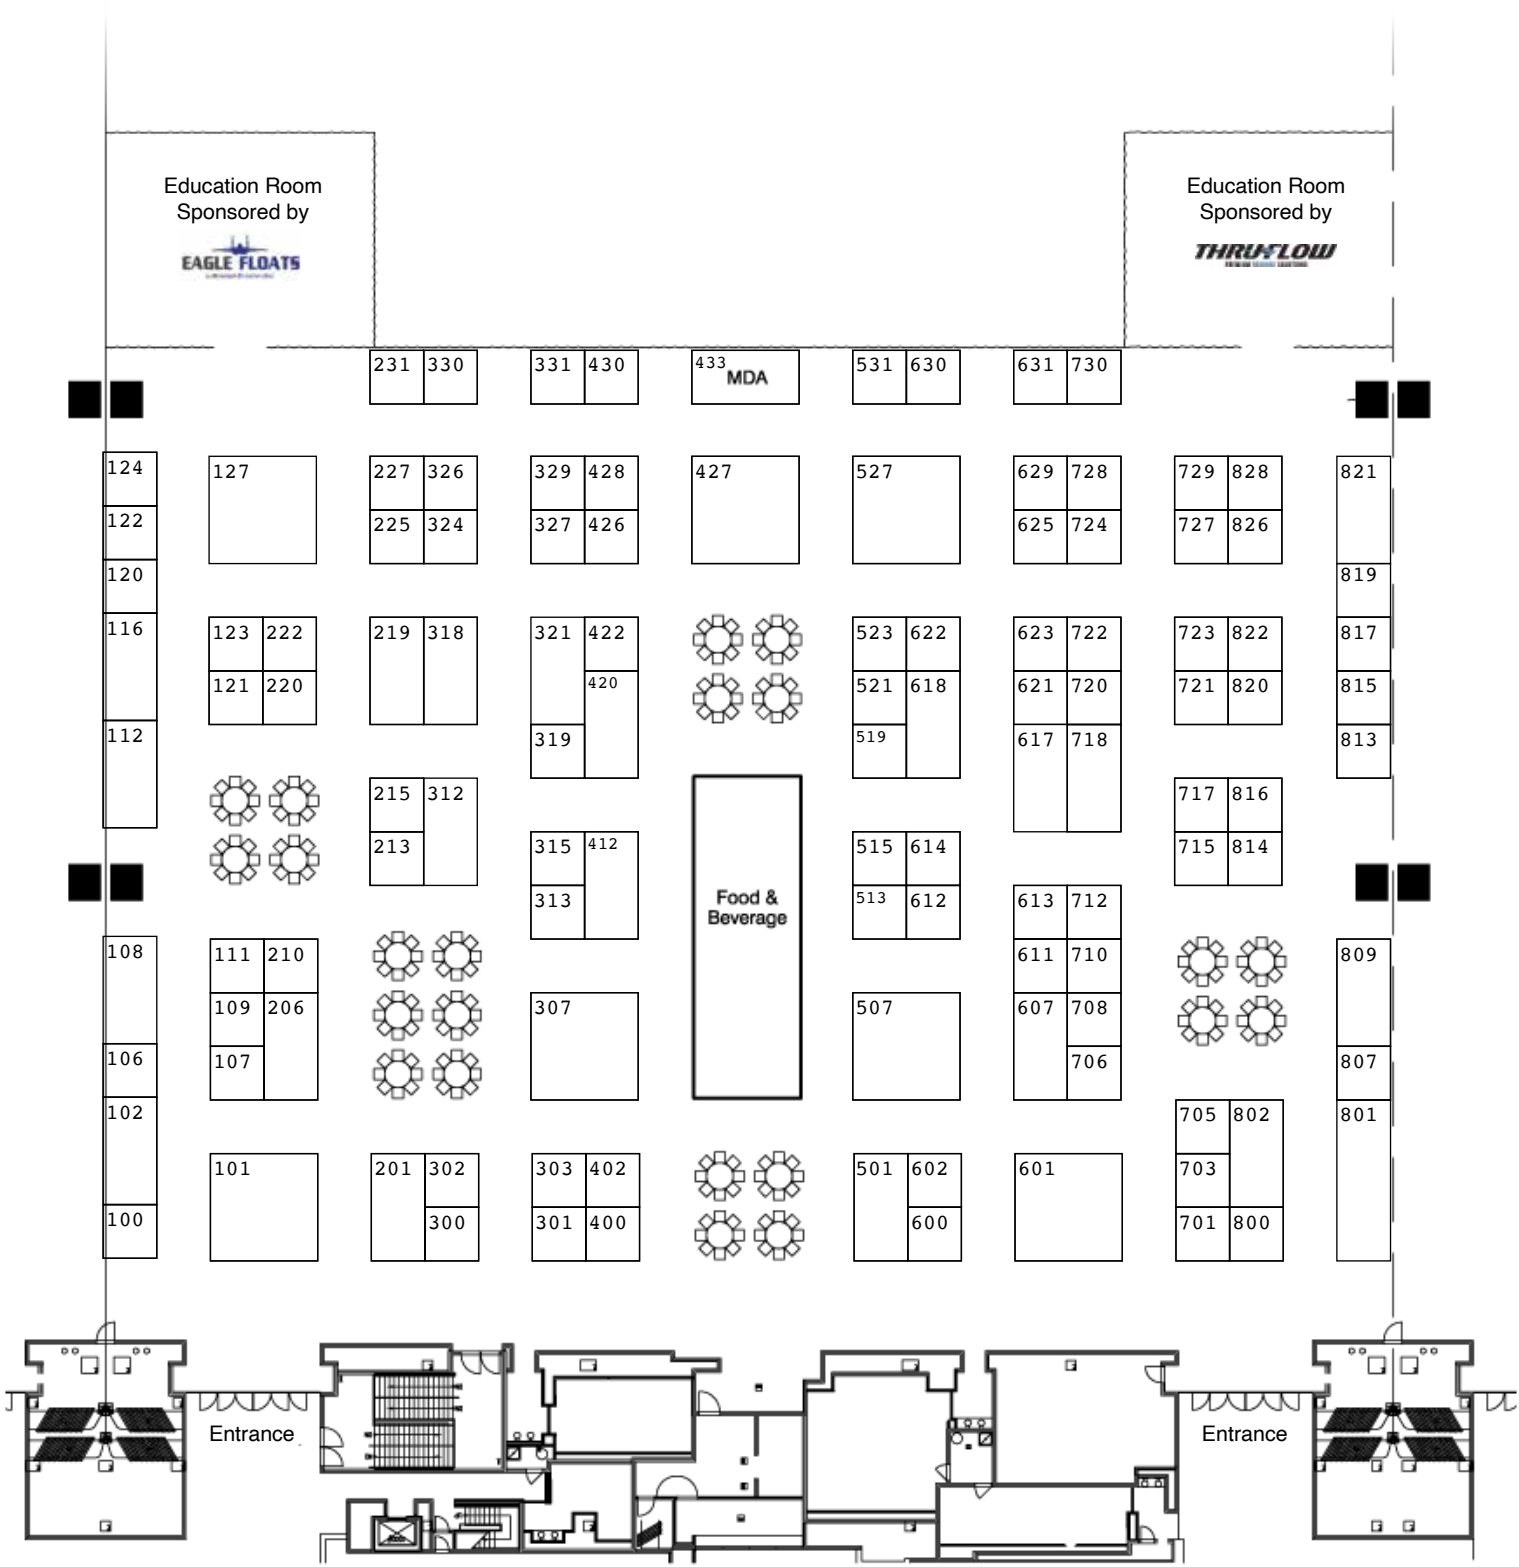 Education Room
Sponsored by
EAGLE FLOATS
Education Room
Sponsored by
THRUFLOW
231 330 331 430 433 MDA 531 630 631 730
124 127 227 326 329 428 427 527 629 728 729 828 821
122 225 324 327 426 625 724 727 826
120 819
116 123 222 219 318 321 422 523 622 623 722 723 822 817
121 220 420 521 618 621 720 721 820 815
112 319 519 617 718 813
215 312 717 816
213 315 412 515 614 715 814
313 513 612 613 712
Food &
Beverage
108 111 210 611 710 809
109 206 307 507 607 708
106 107 706 807
102 705 802 801
101 201 302 303 402 501 602 601 703
100 300 301 400 600 701 800
Entrance
Entrance